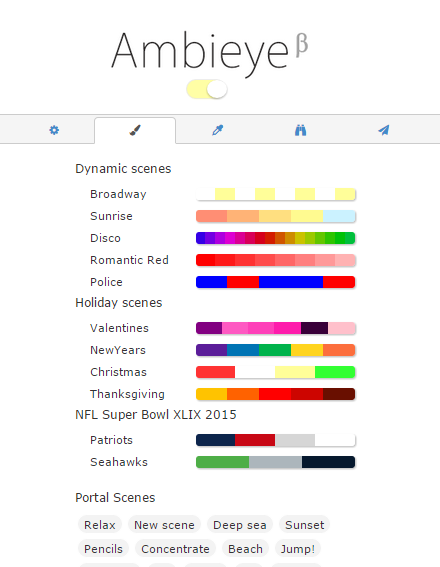 Ambieye β
Dynamic scenes
Broadway
Sunrise
Disco
Romantic Red
Police
Holiday scenes
Valentines
NewYears
Christmas
Thanksgiving
NFL Super Bowl XLIX 2015
Patriots
Seahawks
Portal Scenes
Relax New scene Deep sea Sunset
Pencils Concentrate Beach Jump!